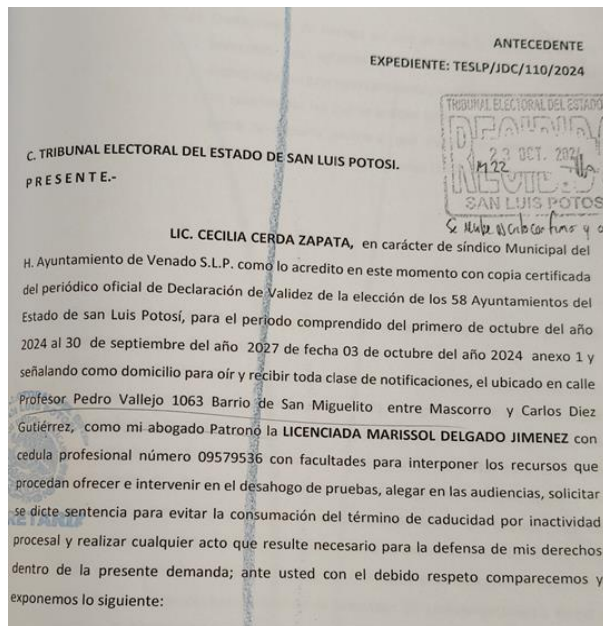 ANTECEDENTE
EXPEDIENTE: TESLP/JDC/110/2024
TRIBUNAL ELECTORAL DEL ESTADO
23 OCT. 2024
SAN LUIS POTOS
C. TRIBUNAL ELECTORAL DEL ESTADO DE SAN LUIS POTOSI.
P R E S E N T E.-
LIC. CECILIA CERDA ZAPATA, en carácter de síndico Municipal del
H. Ayuntamiento de Venado S.L.P. como lo acredito en este momento con copia certificada
del periódico oficial de Declaración de Validez de la elección de los 58 Ayuntamientos del
Estado de san Luis Potosí, para el periodo comprendido del primero de octubre del año
2024 al 30 de septiembre del año 2027 de fecha 03 de octubre del año 2024 anexo 1 y
señalando como domicilio para oír y recibir toda clase de notificaciones, el ubicado en calle
Profesor Pedro Vallejo 1063 Barrio de San Miguelito entre Mascorro y Carlos Diez
Gutiérrez, como mi abogado Patronó la LICENCIADA MARISSOL DELGADO JIMENEZ con
cedula profesional número 09579536 con facultades para interponer los recursos que
procedan ofrecer e intervenir en el desahogo de pruebas, alegar en las audiencias, solicitar
se dicte sentencia para evitar la consumación del término de caducidad por inactividad
procesal y realizar cualquier acto que resulte necesario para la defensa de mis derechos
dentro de la presente demanda; ante usted con el debido respeto comparecemos y
exponemos lo siguiente: